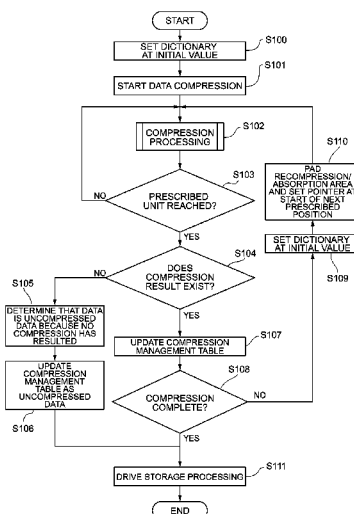 START
S100
SET DICTIONARY
AT INITIAL VALUE
S101
START DATA COMPRESSION
S102
COMPRESSION
PROCESSING
S110
PAD
RECOMPRESSION/
ABSORPTION AREA
AND SET POINTER AT
START OF NEXT
PRESCRIBED
POSITION
S103
NO
PRESCRIBED
UNIT REACHED?
YES
S104
SET DICTIONARY
AT INITIAL VALUE
S109
NO
DOES
COMPRESSION
RESULT EXIST?
S105
DETERMINE THAT DATA
IS UNCOMPRESSED
DATA BECAUSE NO
COMPRESSION HAS
RESULTED
YES
S107
UPDATE COMPRESSION
MANAGEMENT TABLE
UPDATE
COMPRESSION
MANAGEMENT
TABLE AS
UNCOMPRESSED
DATA
S106
S108
COMPRESSION
COMPLETE?
NO
YES
S111
DRIVE STORAGE PROCESSING
END